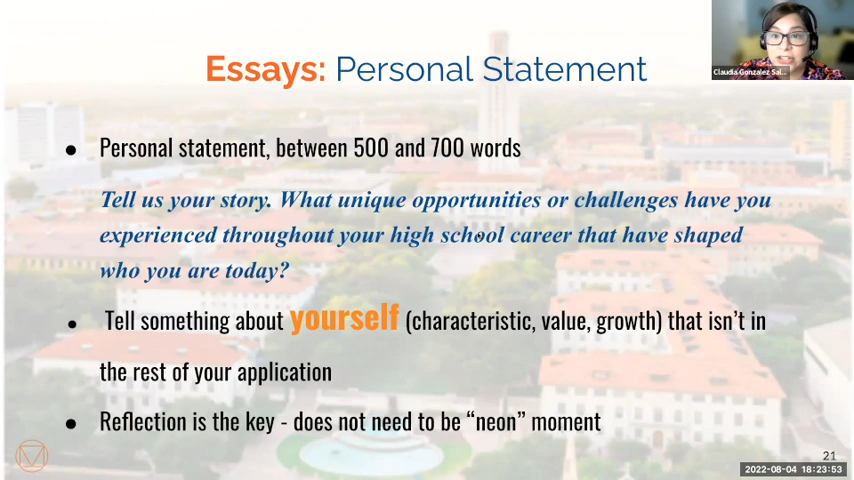 Essays: Personal Statement
Claudia Gonzalez Sal...
● Personal statement, between 500 and 700 words
Tell us your story. What unique opportunities or challenges have you
experienced throughout your high school career that have shaped
who you are today?
● Tell something about yourself (characteristic, value, growth) that isn’t in
the rest of your application
● Reflection is the key - does not need to be “neon” moment
21
2022-08-04 18:23:53